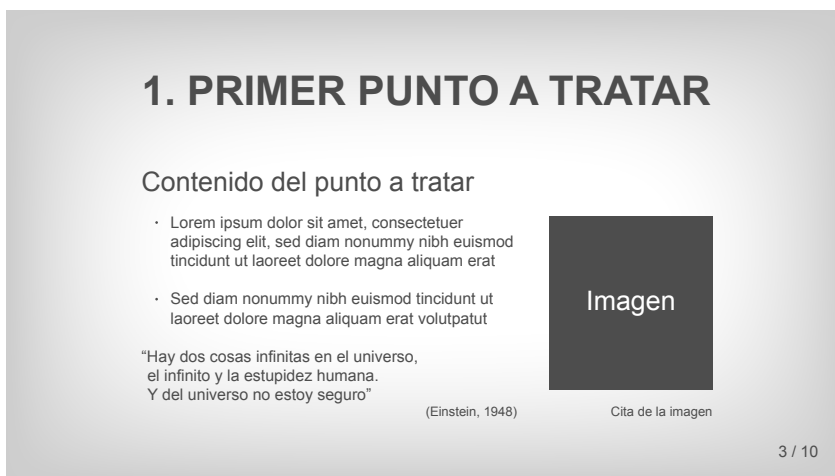 1. PRIMER PUNTO A TRATAR
Contenido del punto a tratar
· Lorem ipsum dolor sit amet, consectetuer
adipiscing elit, sed diam nonummy nibh euismod
tincidunt ut laoreet dolore magna aliquam erat
· Sed diam nonummy nibh euismod tincidunt ut
laoreet dolore magna aliquam erat volutpatut
“Hay dos cosas infinitas en el universo,
el infinito y la estupidez humana.
Y del universo no estoy seguro”
(Einstein, 1948)
Imagen
Cita de la imagen
3 / 10